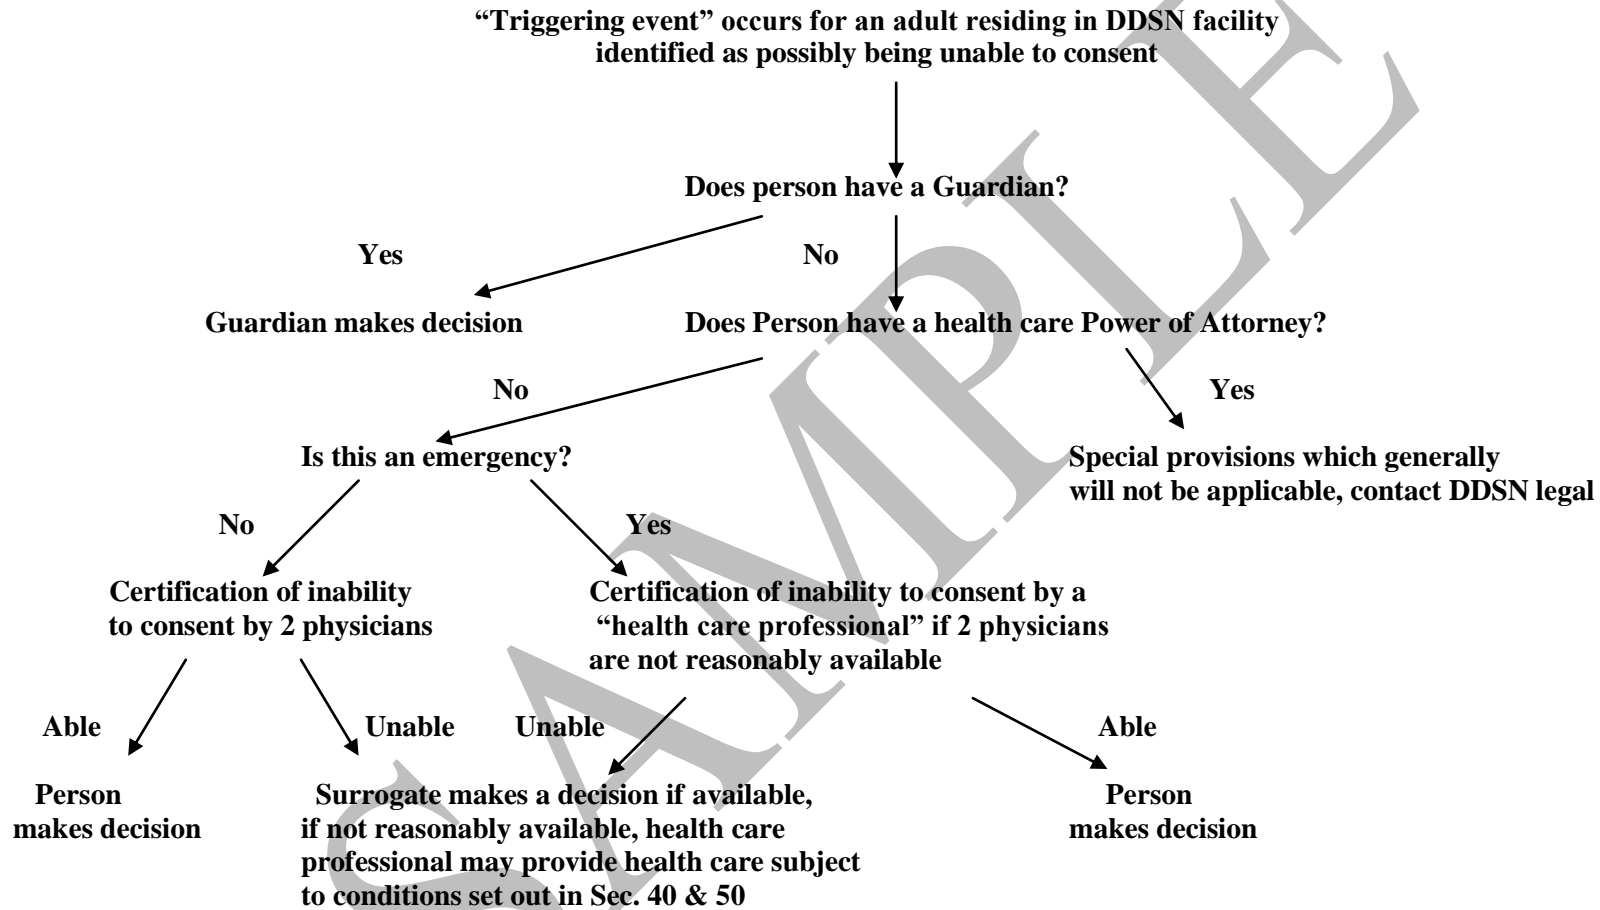 “Triggering event” occurs for an adult residing in DDSN facility
identified as possibly being unable to consent
Does person have a Guardian?
Yes
No
Guardian makes decision
Does Person have a health care Power of Attorney?
No
Yes
Is this an emergency?
Special provisions which generally
will not be applicable, contact DDSN legal
No
Yes
Certification of inability
to consent by 2 physicians
Certification of inability to consent by a
“health care professional” if 2 physicians
are not reasonably available
Able
Unable
Unable
Able
Person
makes decision
Surrogate makes a decision if available,
if not reasonably available, health care
professional may provide health care subject
to conditions set out in Sec. 40 & 50
Person
makes decision
SAMPLE